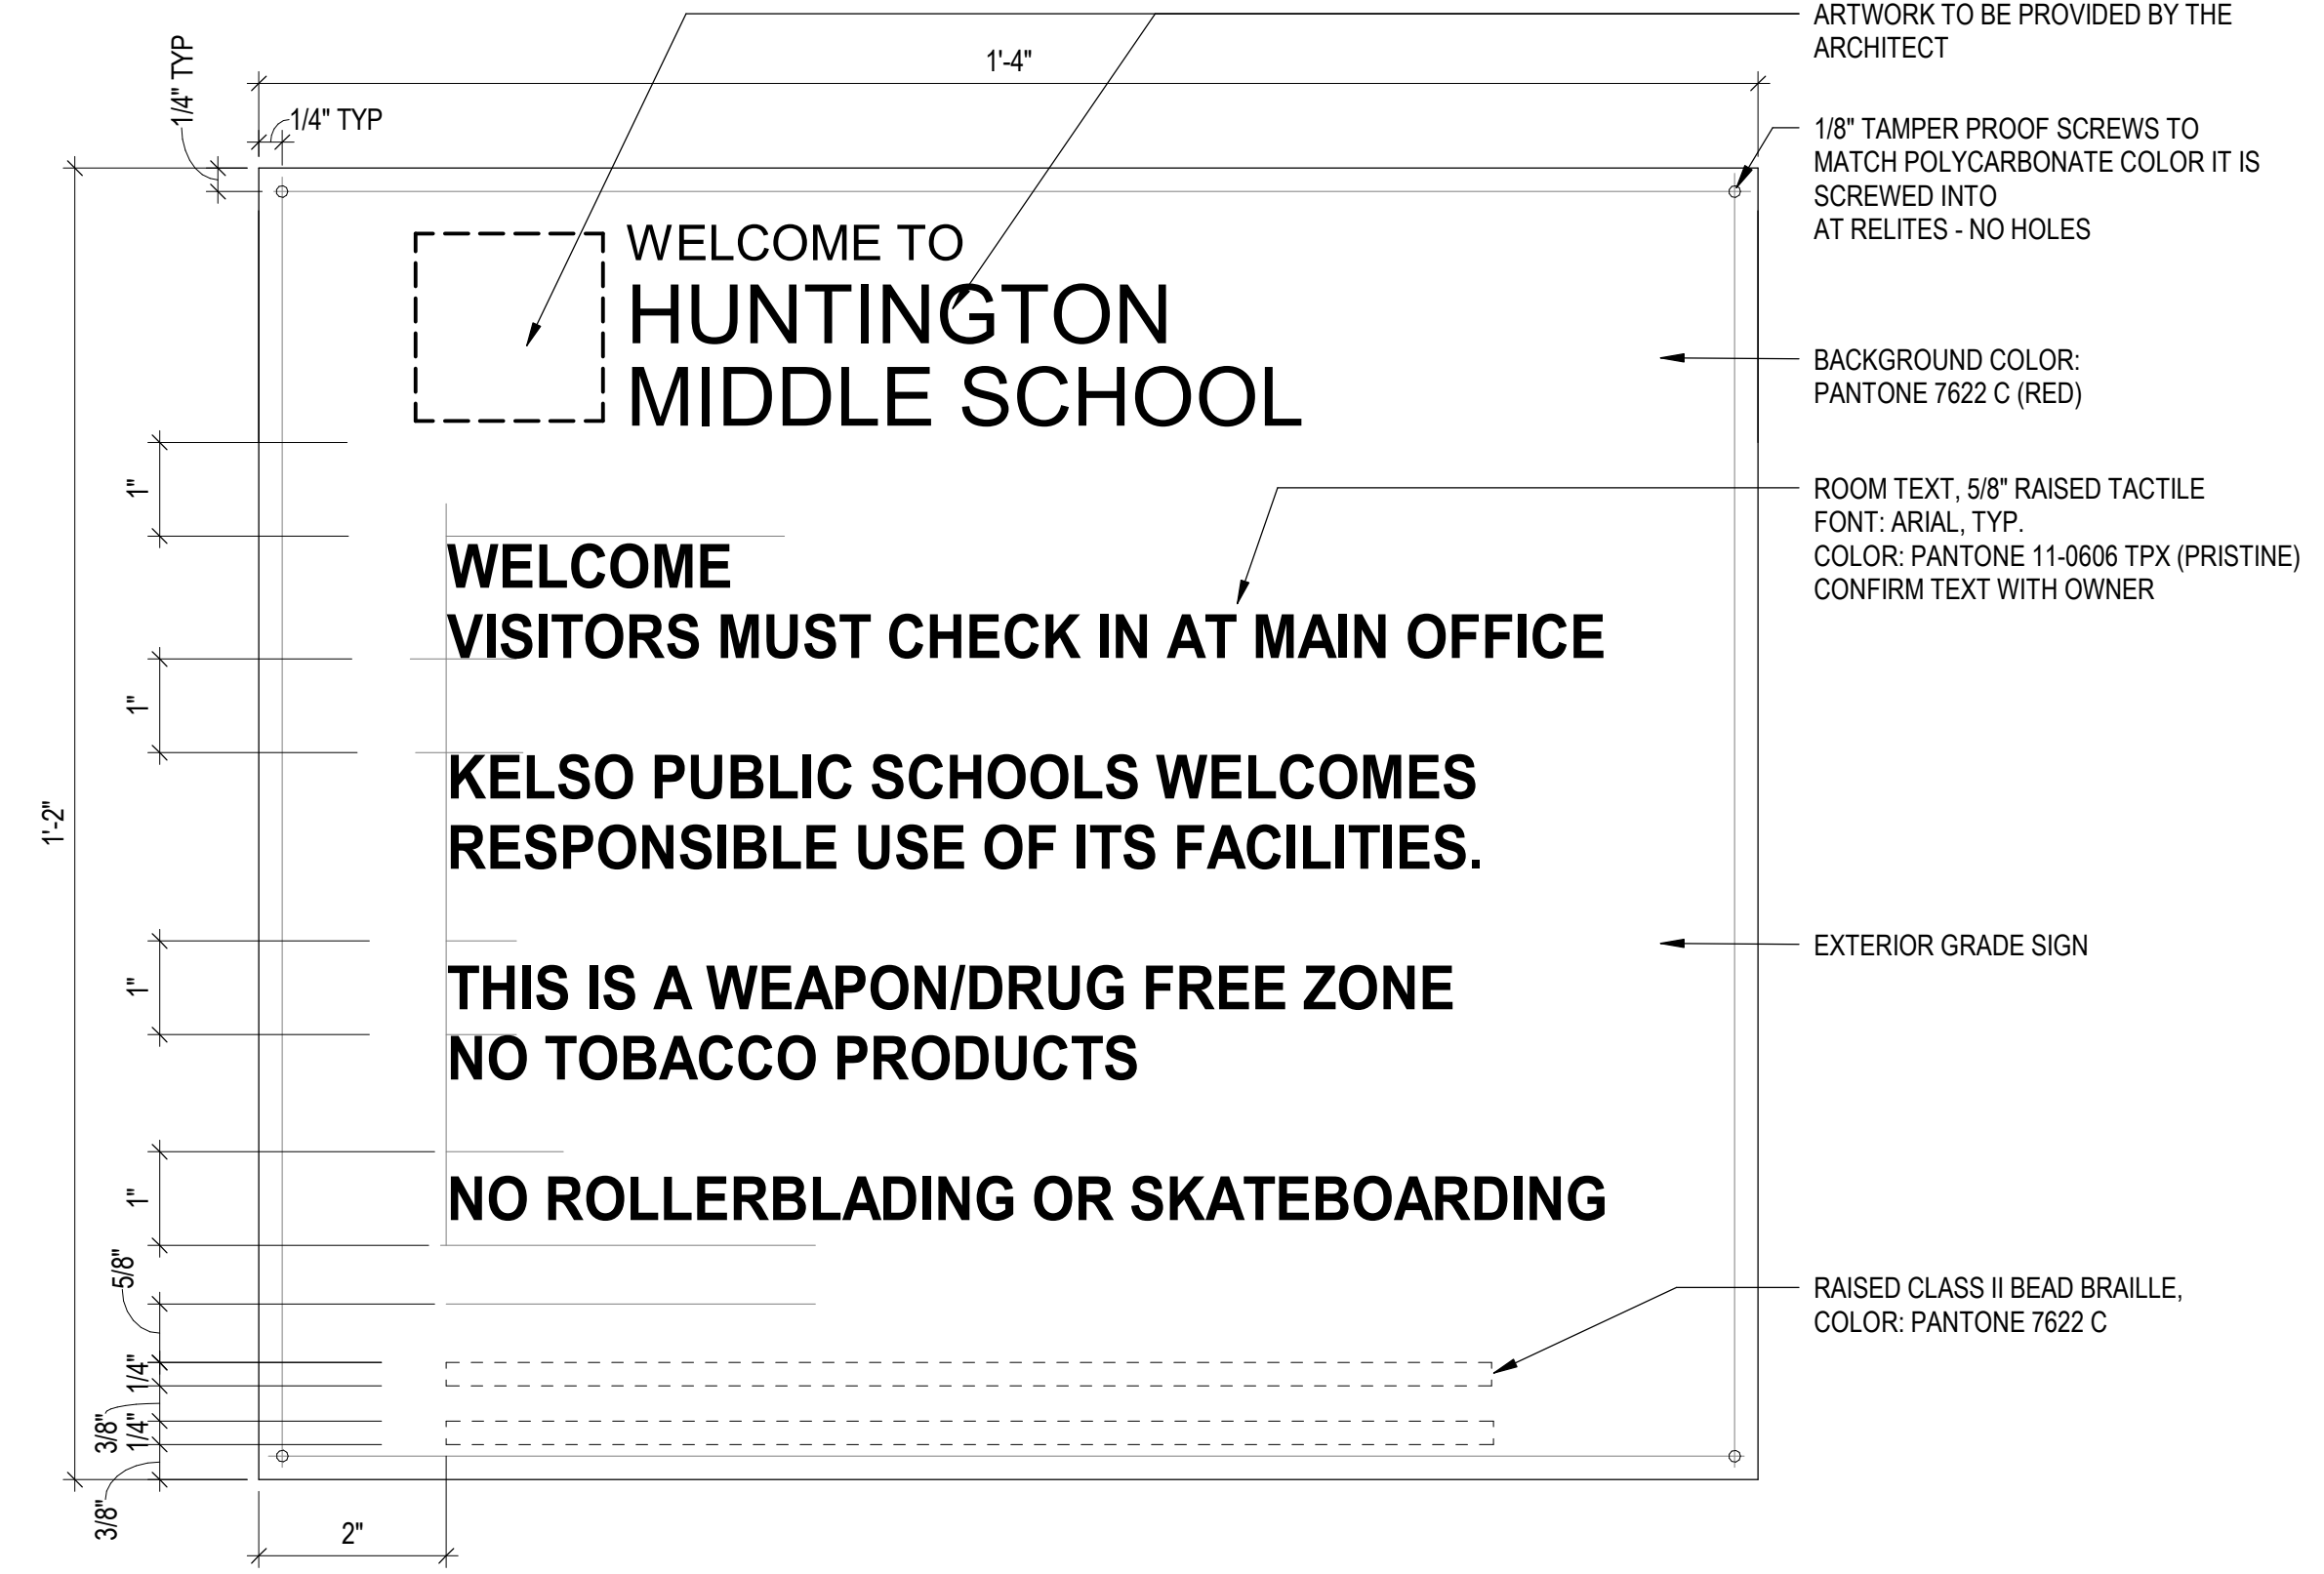 ARTWORK TO BE PROVIDED BY THE
ARCHITECT
1'-4"
1/4" TYP
1/4" TYP
1/8" TAMPER PROOF SCREWS TO
MATCH POLYCARBONATE COLOR IT IS
SCREWED INTO
AT RELITES - NO HOLES
WELCOME TO
HUNTINGTON
MIDDLE SCHOOL
BACKGROUND COLOR:
PANTONE 7622 C (RED)
1"
ROOM TEXT, 5/8" RAISED TACTILE
FONT: ARIAL, TYP.
COLOR: PANTONE 11-0606 TPX (PRISTINE)
CONFIRM TEXT WITH OWNER
WELCOME
VISITORS MUST CHECK IN AT MAIN OFFICE
1"
1'-2"
KELSO PUBLIC SCHOOLS WELCOMES
RESPONSIBLE USE OF ITS FACILITIES.
EXTERIOR GRADE SIGN
1"
THIS IS A WEAPON/DRUG FREE ZONE
NO TOBACCO PRODUCTS
1"
NO ROLLERBLADING OR SKATEBOARDING
5/8"
RAISED CLASS II BEAD BRAILLE,
COLOR: PANTONE 7622 C
1/4"
3/8"
1/4"
3/8"
2"